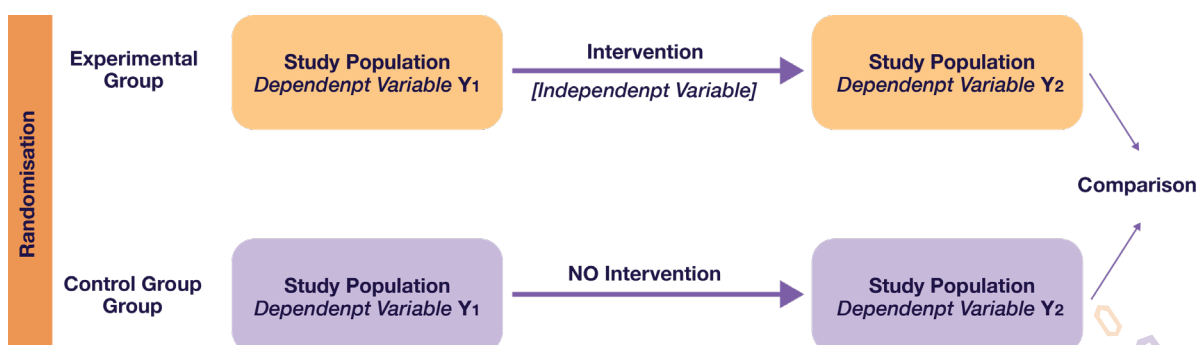 Randomisation
Experimental
Group
Study Population
Dependenpt Variable Y1
Intervention
[Independenpt Variable]
Study Population
Dependenpt Variable Y2
Comparison
Control Group
Group
Study Population
Dependenpt Variable Y1
NO Intervention
Study Population
Dependenpt Variable Y2